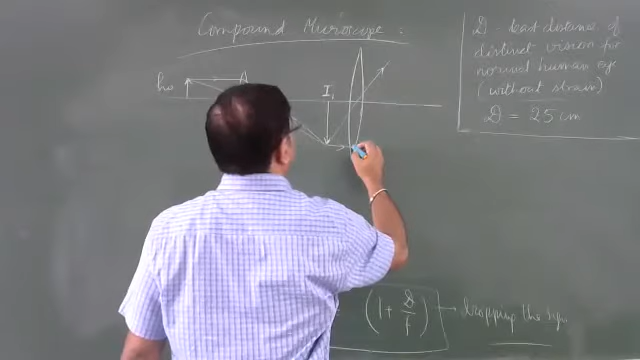 Compound Microscope :
D - least distance of
distinct vision for
normal human eye
(without strain)
D = 25 cm
ho
I₁
(1 + D/f) dropping the sign